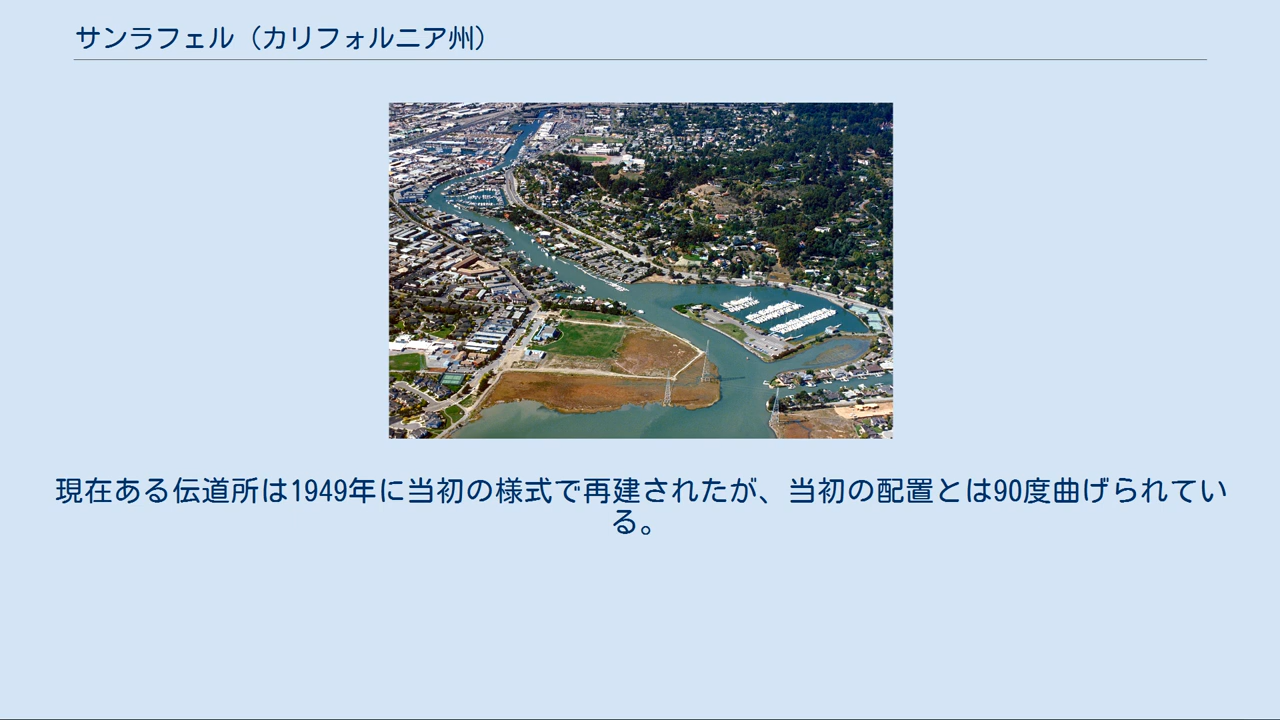 サンラフェル（カリフォルニア州）
現在ある伝道所は1949年に当初の様式で再建されたが、当初の配置とは90度曲げられてい
る。